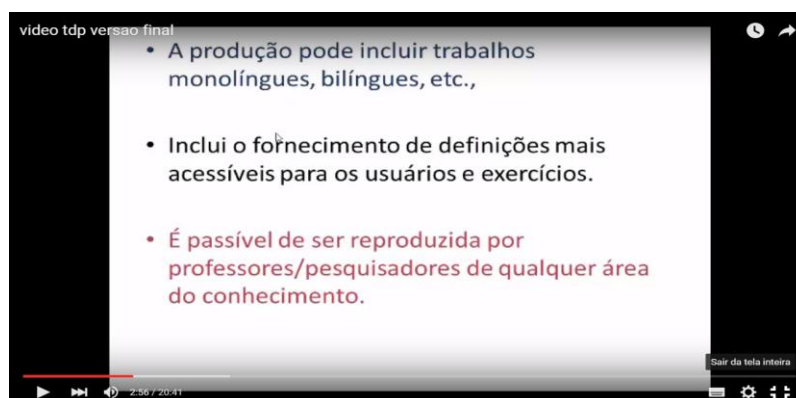 video tdp versao final
• A produção pode incluir trabalhos
monolíngues, bilíngues, etc.,
• Inclui o fornecimento de definições mais
acessíveis para os usuários e exercícios.
• É passível de ser reproduzida por
professores/pesquisadores de qualquer área
do conhecimento.
Sair da tela inteira
2:56 / 20:41